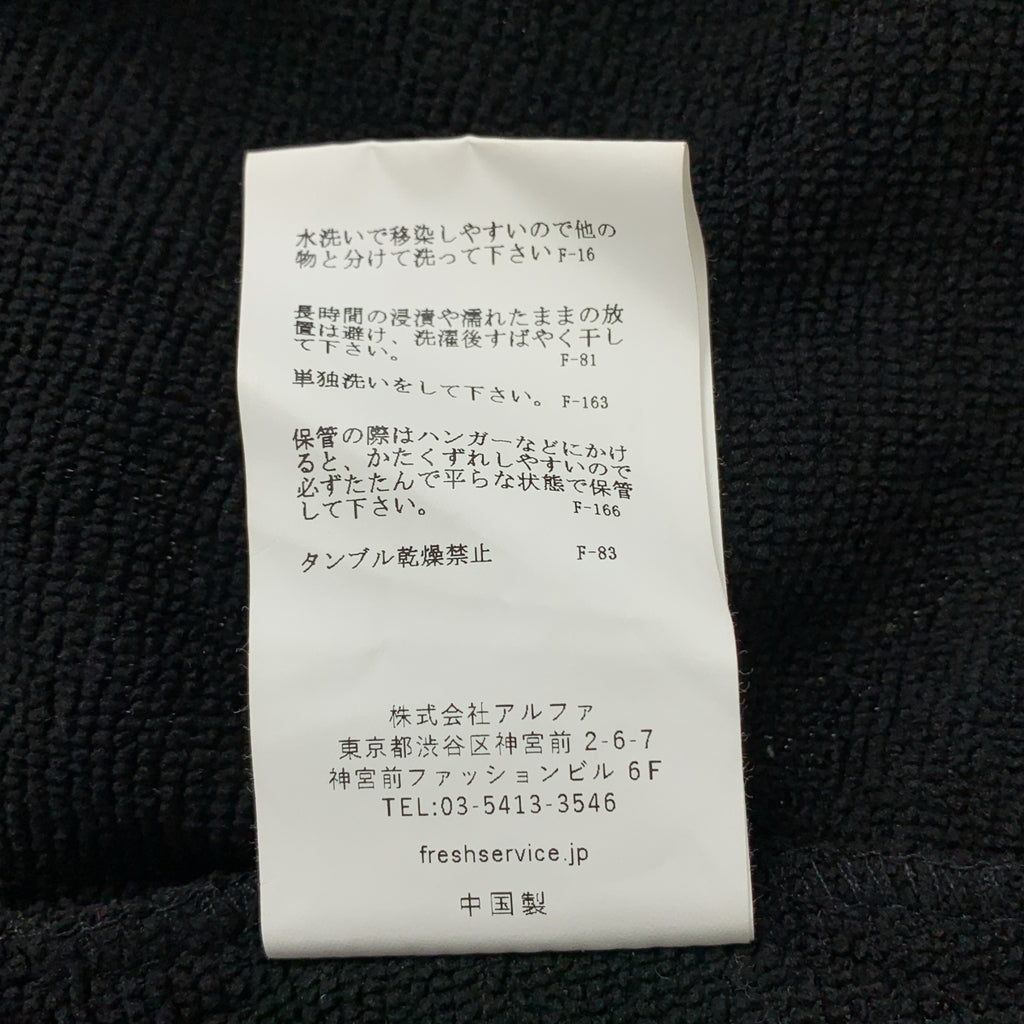 水洗いで移染しやすいので他の
物と分けて洗って下さい F-16
長時間の浸漬や濡れたままの放
置は避け、洗濯後すばやく干し
て下さい。 F-81
単独洗いをして下さい。 F-163
保管の際はハンガーなどにかけ
ると、かたくずれしやすいので
必ずたたんで平らな状態で保管
して下さい。 F-166
タンブル乾燥禁止 F-83
株式会社アルファ
東京都渋谷区神宮前 2-6-7
神宮前ファッションビル 6F
TEL:03-5413-3546
freshservice.jp
中国製